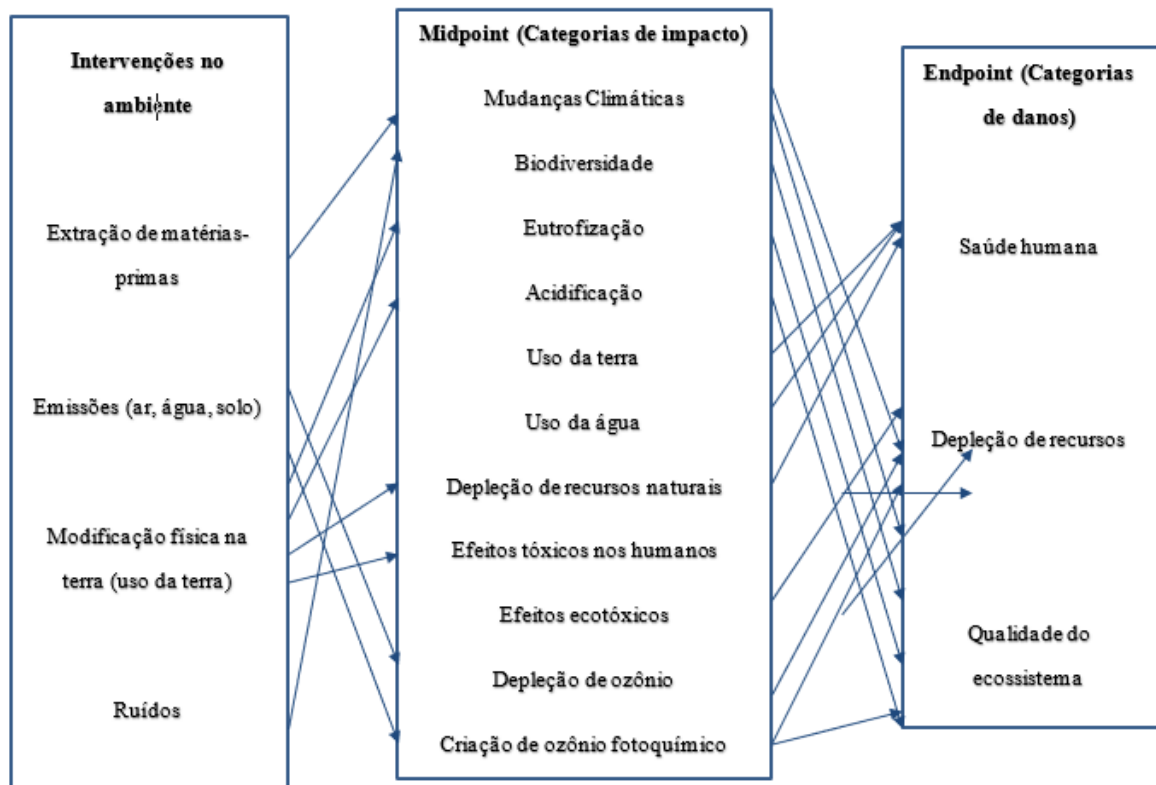 Intervenções no
ambiente
Extração de matérias-
primas
Emissões (ar, água, solo)
Modificação física na
terra (uso da terra)
Ruídos
Midpoint (Categorias de impacto)
Mudanças Climáticas
Biodiversidade
Eutrofização
Acidificação
Uso da terra
Uso da água
Depleção de recursos naturais
Efeitos tóxicos nos humanos
Efeitos ecotóxicos
Depleção de ozônio
Criação de ozônio fotoquímico
Endpoint (Categorias
de danos)
Saúde humana
Depleção de recursos
Qualidade do
ecossistema